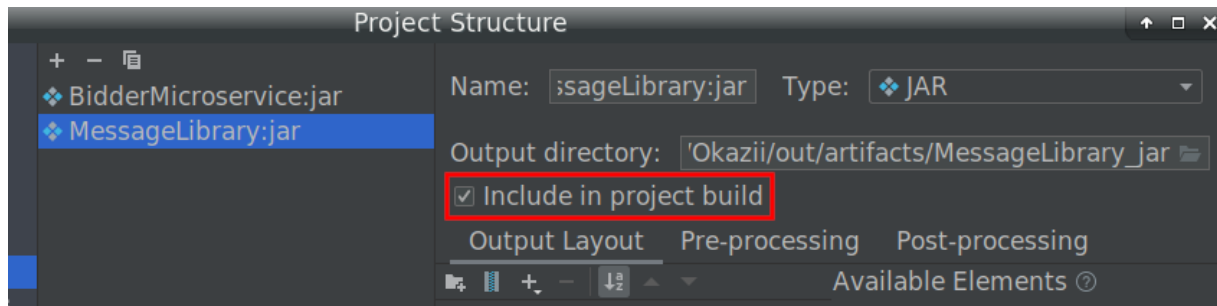 Project Structure
BidderMicroservice:jar
MessageLibrary:jar
Name: ssageLibrary:jar Type: JAR
Output directory: 'Okazii/out/artifacts/MessageLibrary_jar
Include in project build
Output Layout Pre-processing Post-processing
Available Elements